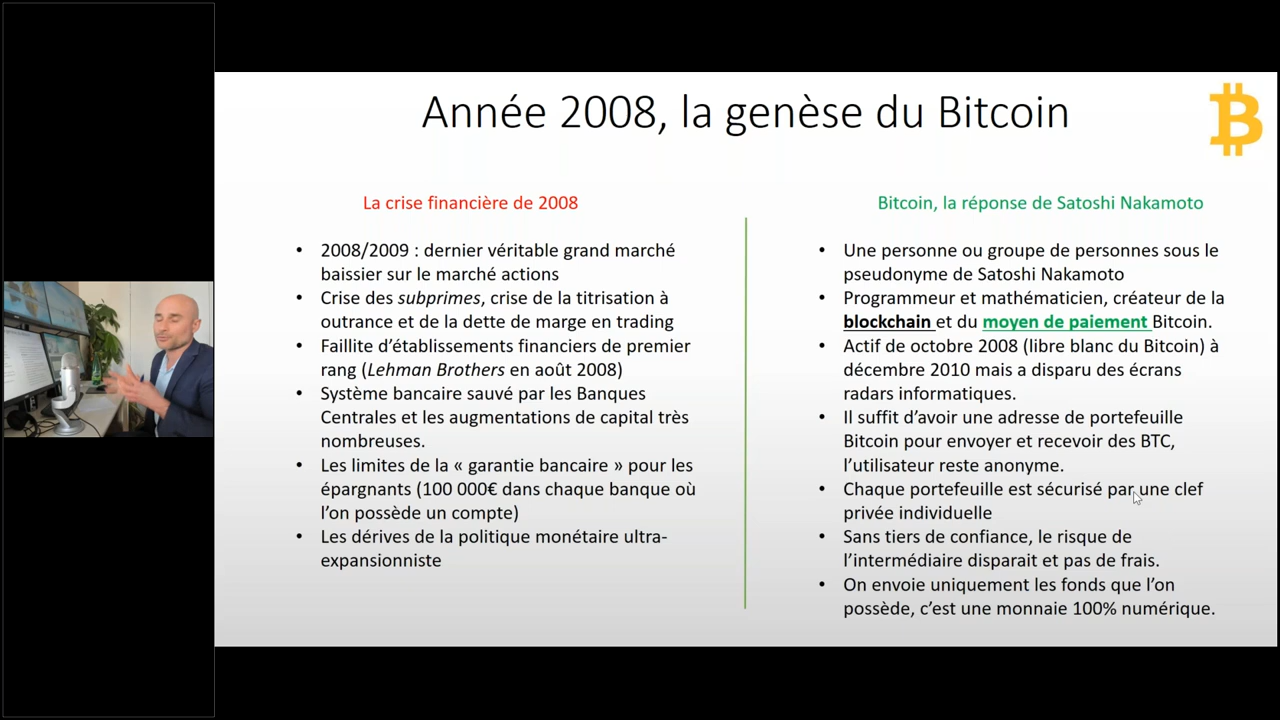 Année 2008, la genèse du Bitcoin
La crise financière de 2008
• 2008/2009 : dernier véritable grand marché
baissier sur le marché actions
• Crise des subprimes, crise de la titrisation à
outrance et de la dette de marge en trading
• Faillite d’établissements financiers de premier
rang (Lehman Brothers en août 2008)
• Système bancaire sauvé par les Banques
Centrales et les augmentations de capital très
nombreuses.
• Les limites de la « garantie bancaire » pour les
épargnants (100 000€ dans chaque banque où
l’on possède un compte)
• Les dérives de la politique monétaire ultra-
expansionniste
Bitcoin, la réponse de Satoshi Nakamoto
• Une personne ou groupe de personnes sous le
pseudonyme de Satoshi Nakamoto
• Programmeur et mathématicien, créateur de la
blockchain et du moyen de paiement Bitcoin.
• Actif de octobre 2008 (libre blanc du Bitcoin) à
décembre 2010 mais a disparu des écrans
radars informatiques.
• Il suffit d’avoir une adresse de portefeuille
Bitcoin pour envoyer et recevoir des BTC,
l’utilisateur reste anonyme.
• Chaque portefeuille est sécurisé par une clef
privée individuelle
• Sans tiers de confiance, le risque de
l’intermédiaire disparait et pas de frais.
• On envoie uniquement les fonds que l’on
possède, c’est une monnaie 100% numérique.